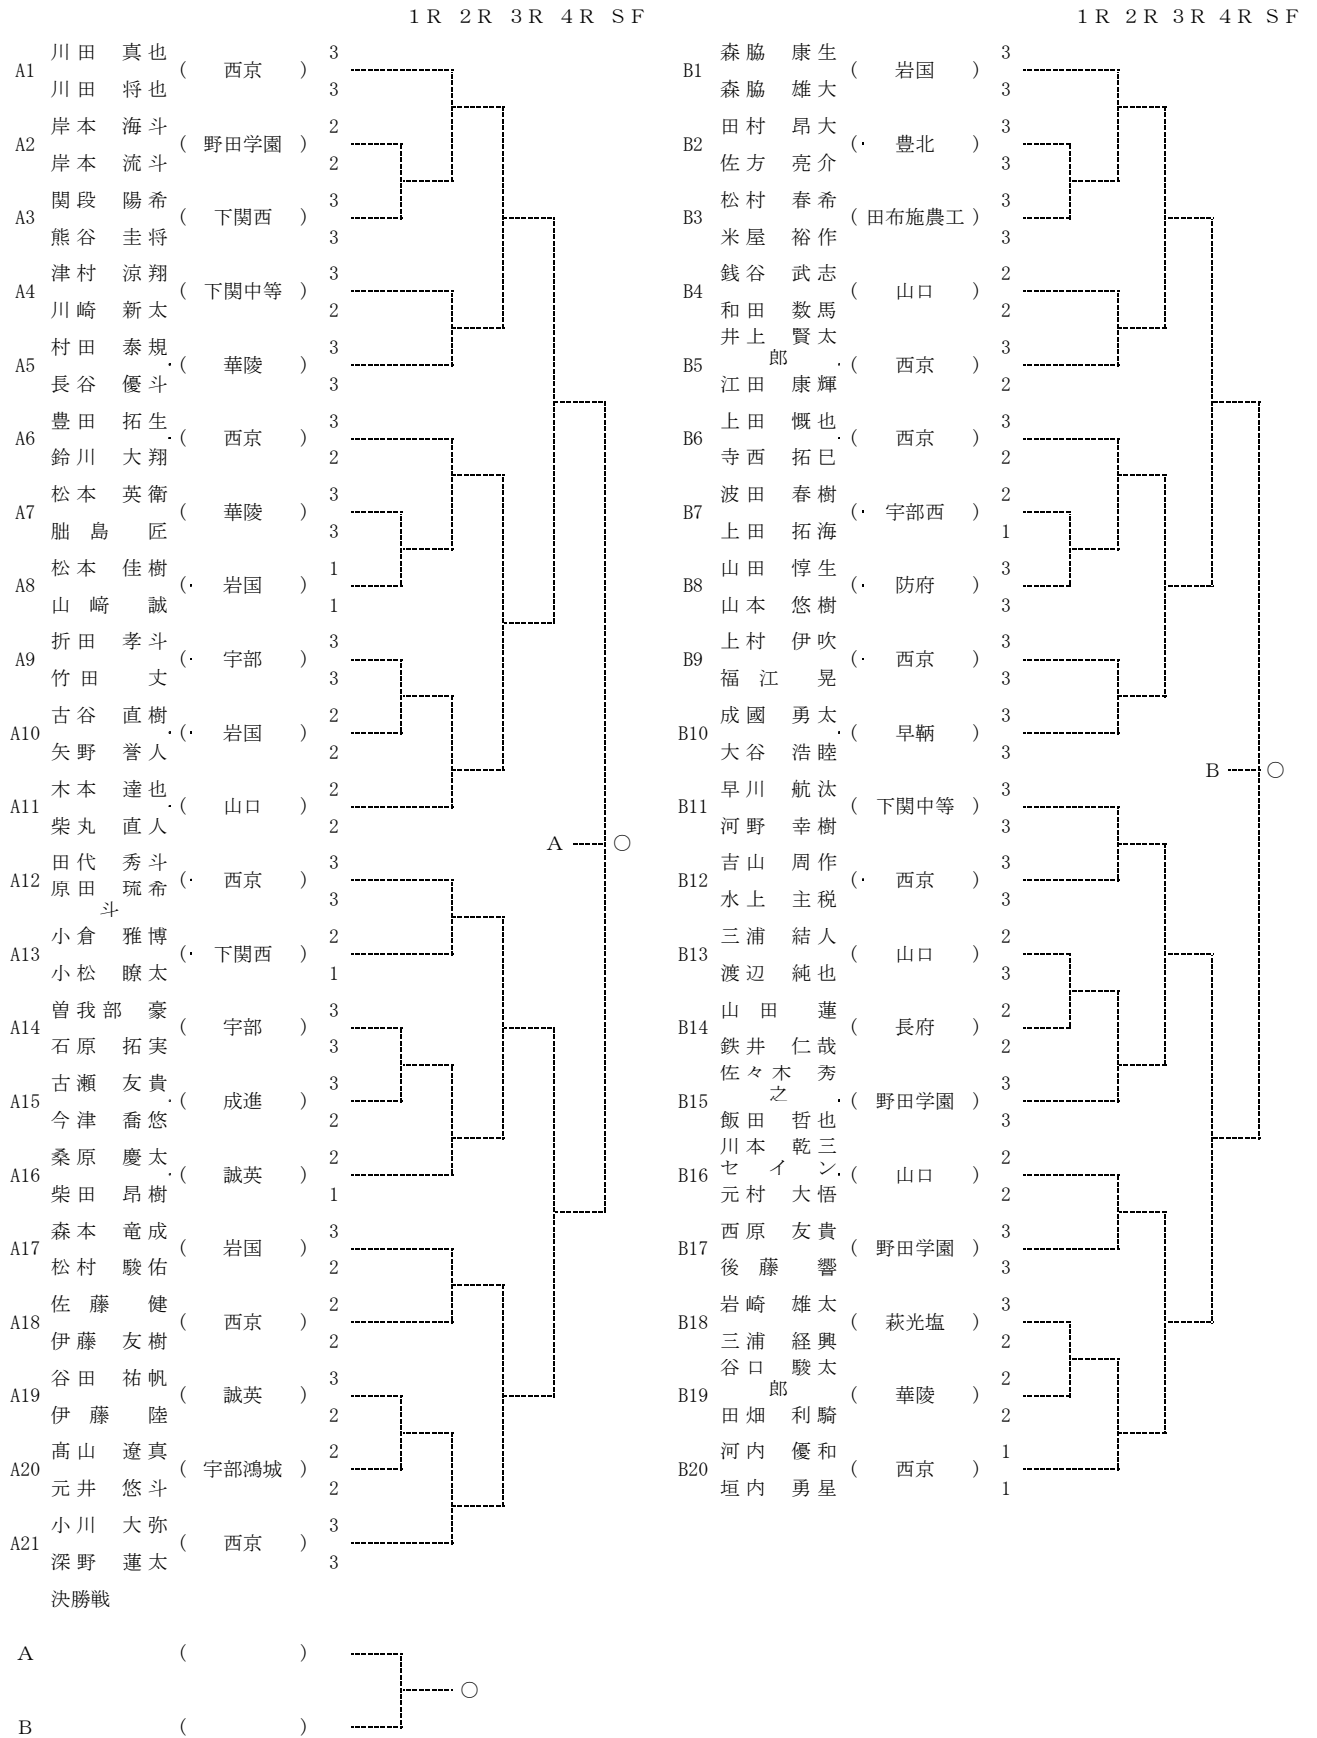 1R 2R 3R 4R SF
A1 川田 真也 ( 西京 ) 3
川田 将也 3
A2 岸本 海斗 ( 野田学園 ) 2
岸本 流斗 2
A3 関段 陽希 ( 下関西 ) 3
熊谷 圭将 3
A4 津村 涼翔 ( 下関中等 ) 3
川崎 新太 2
A5 村田 泰規 ・( 華陵 ) 3
長谷 優斗 3
A6 豊田 拓生 ・( 西京 ) 3
鈴川 大翔 2
A7 松本 英衛 ( 華陵 ) 3
朏島 匠 3
A8 松本 佳樹 (・ 岩国 ) 1
山﨑 誠 1
A9 折田 孝斗 (・ 宇部 ) 3
竹田 丈 3
A10 古谷 直樹 ・(・ 岩国 ) 2
矢野 誉人 2
A11 木本 達也 ・( 山口 ) 2
柴丸 直人 2
A12 田代 秀斗 (・ 西京 ) 3
原田 琉希斗 3
A13 小倉 雅博 (・ 下関西 ) 2
小松 瞭太 1
A14 曽我部 豪 ( 宇部 ) 3
石原 拓実 3
A15 古瀬 友貴 ・( 成進 ) 3
今津 喬悠 2
A16 桑原 慶太 ・( 誠英 ) 2
柴田 昂樹 1
A17 森本 竜成 ( 岩国 ) 3
松村 駿佑 2
A18 佐藤 健 ( 西京 ) 2
伊藤 友樹 2
A19 谷田 祐帆 ( 誠英 ) 3
伊藤 陸 2
A20 髙山 遼真 ( 宇部鴻城 ) 2
元井 悠斗 2
A21 小川 大弥 ( 西京 ) 3
深野 蓮太 3
A ○
決勝戦
A ( )
○
B ( )
1R 2R 3R 4R SF
B1 森脇 康生 ( 岩国 ) 3
森脇 雄大 3
B2 田村 昂大 (・ 豊北 ) 3
佐方 亮介 3
B3 松村 春希 ( 田布施農工 ) 3
米屋 裕作 3
B4 銭谷 武志 ( 山口 ) 2
和田 数馬 2
B5 井上 賢太郎 ・( 西京 ) 3
江田 康輝 2
B6 上田 慨也 ・( 西京 ) 3
寺西 拓巳 2
B7 波田 春樹 (・ 宇部西 ) 2
上田 拓海 1
B8 山田 惇生 (・ 防府 ) 3
山本 悠樹 3
B9 上村 伊吹 (・ 西京 ) 3
福江 晃 3
B10 成國 勇太 ・( 早鞆 ) 3
大谷 浩睦 3
B11 早川 航汰 ( 下関中等 ) 3
河野 幸樹 3
B12 吉山 周作 (・ 西京 ) 3
水上 主税 3
B13 三浦 結人 ( 山口 ) 2
渡辺 純也 3
B14 山田 蓮 ( 長府 ) 2
鉄井 仁哉 2
B15 佐々木 秀之 ・( 野田学園 ) 3
飯田 哲也 3
B16 川本 乾三セイン ・( 山口 ) 2
元村 大悟 2
B17 西原 友貴 ( 野田学園 ) 3
後藤 響 3
B18 岩崎 雄太 ( 萩光塩 ) 3
三浦 経興 2
B19 谷口 駿太郎 ( 華陵 ) 2
田畑 利騎 2
B20 河内 優和 ( 西京 ) 1
垣内 勇星 1
B ○